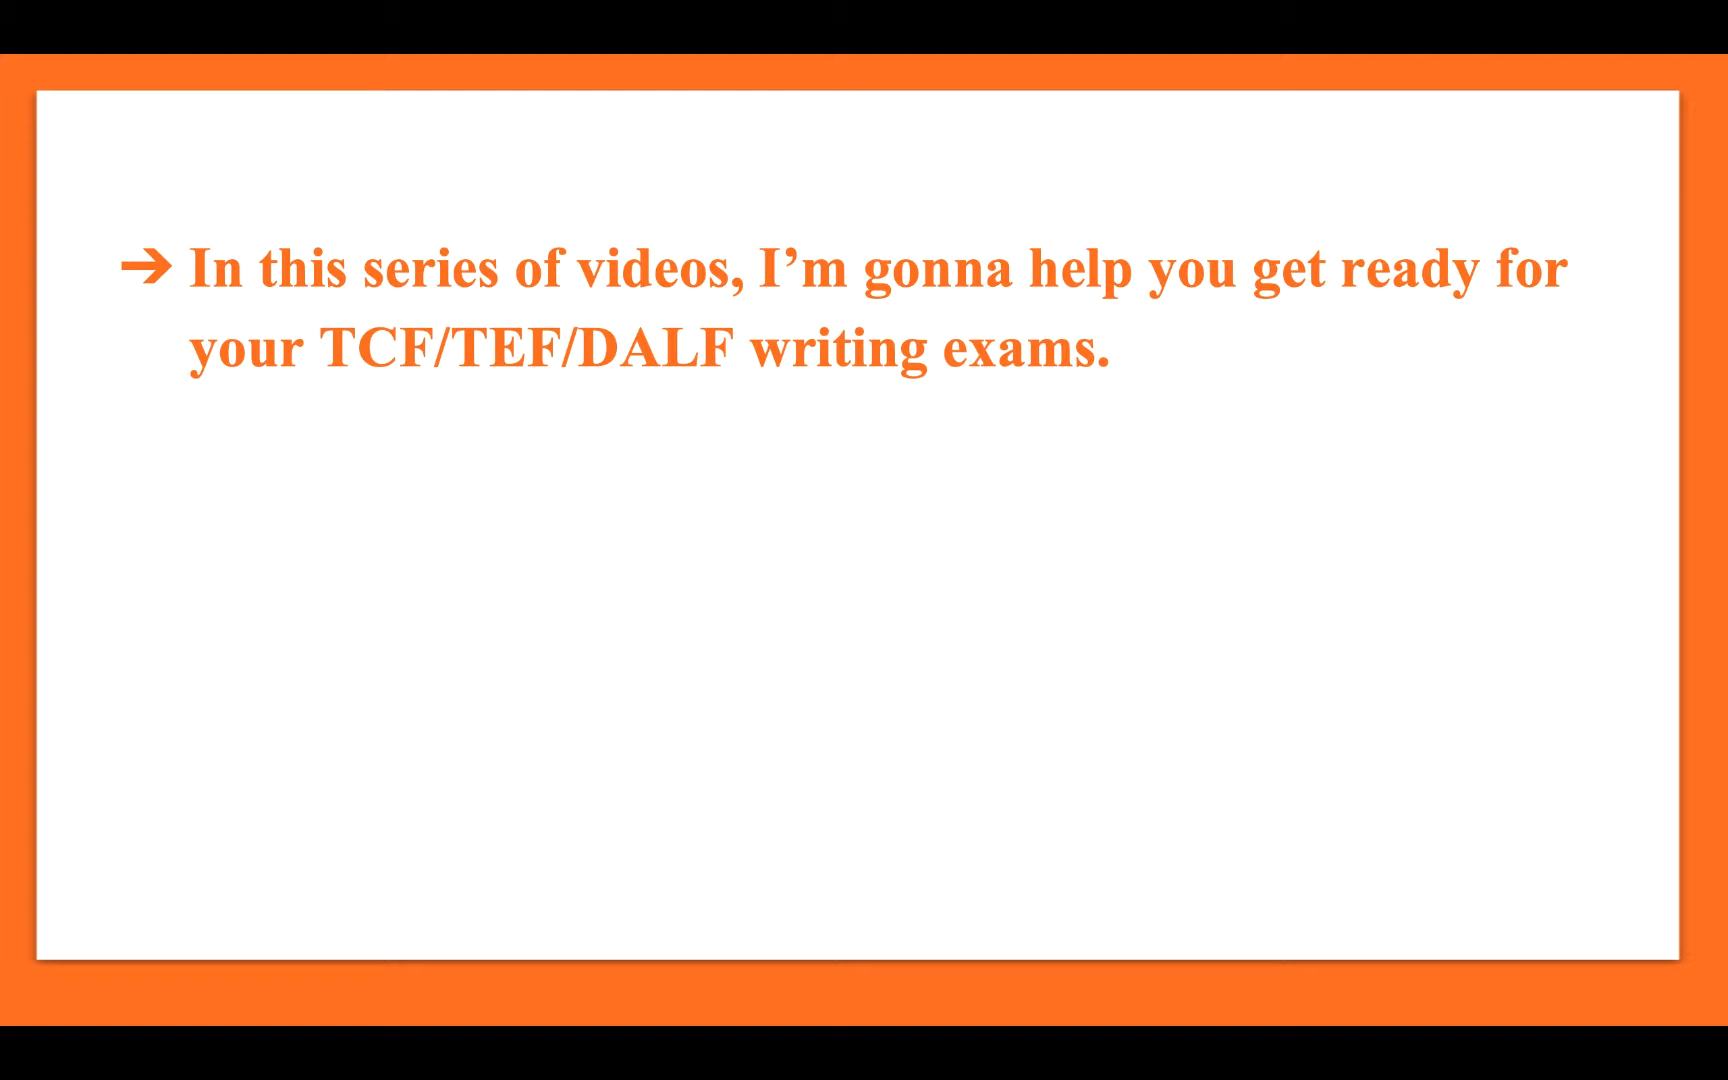 ➔ In this series of videos, I’m gonna help you get ready for
your TCF/TEF/DALF writing exams.